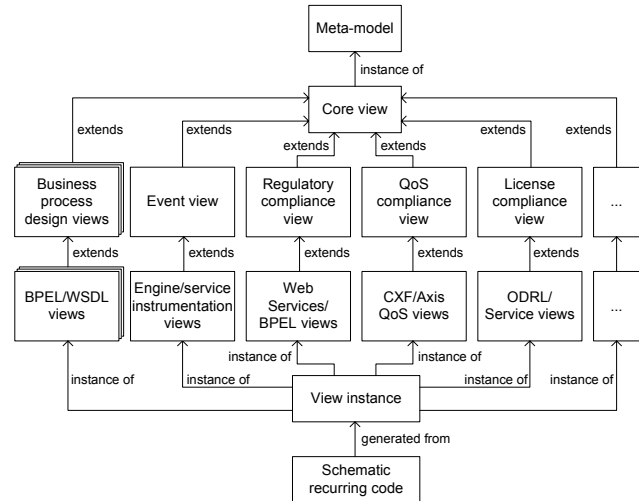 Meta-model
instance of
Core view
extends
extends
extends
extends
extends
extends
Business
process
design views
Event view
Regulatory
compliance
view
QoS
compliance
view
License
compliance
view
...
extends
extends
extends
extends
extends
extends
BPEL/WSDL
views
Engine/service
instrumentation
views
Web
Services/
BPEL views
CXF/Axis
QoS views
ODRL/
Service views
...
instance of
instance of
instance of
instance of
instance of
instance of
View instance
generated from
Schematic
recurring code